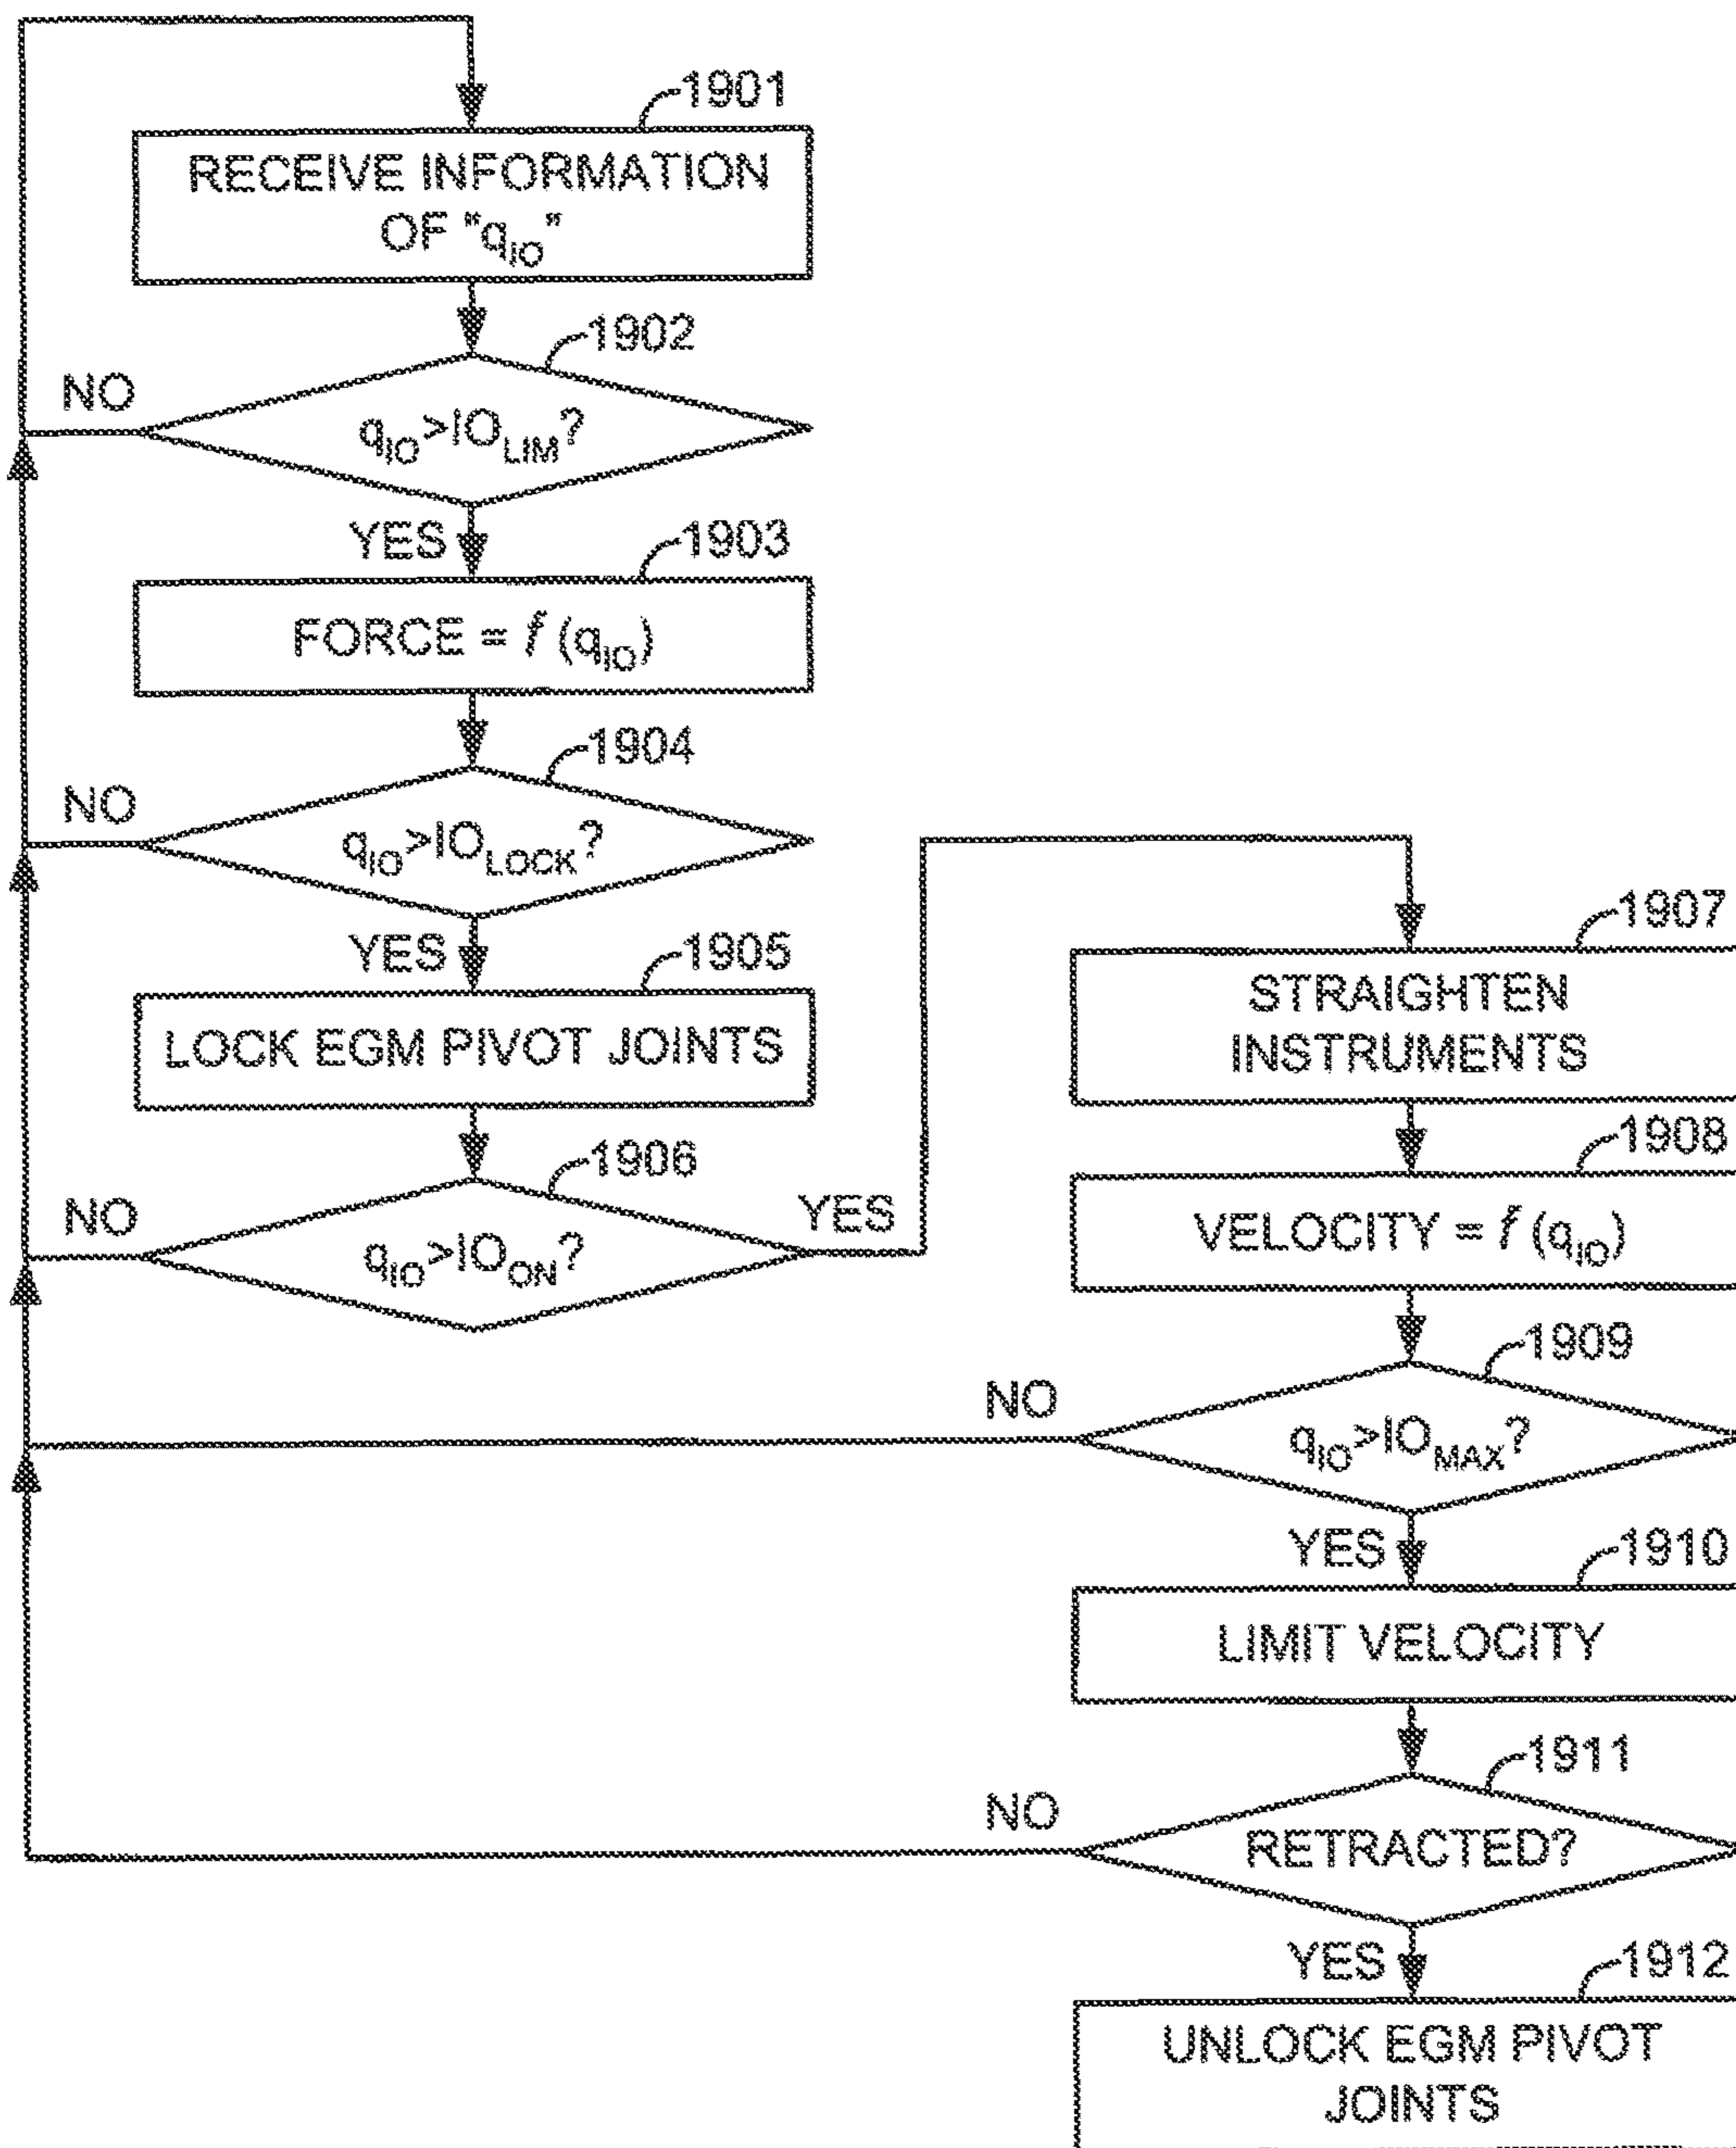 1901
RECEIVE INFORMATION
OF "q_IO"
1902
NO
q_IO>IO_LIM?
YES
1903
FORCE = f (q_IO)
1904
NO
q_IO>IO_LOCK?
YES
1905
LOCK EGM PIVOT JOINTS
1906
NO
q_IO>IO_ON?
YES
1907
STRAIGHTEN
INSTRUMENTS
1908
VELOCITY = f (q_IO)
1909
NO
q_IO>IO_MAX?
YES
1910
LIMIT VELOCITY
1911
NO
RETRACTED?
YES
1912
UNLOCK EGM PIVOT
JOINTS